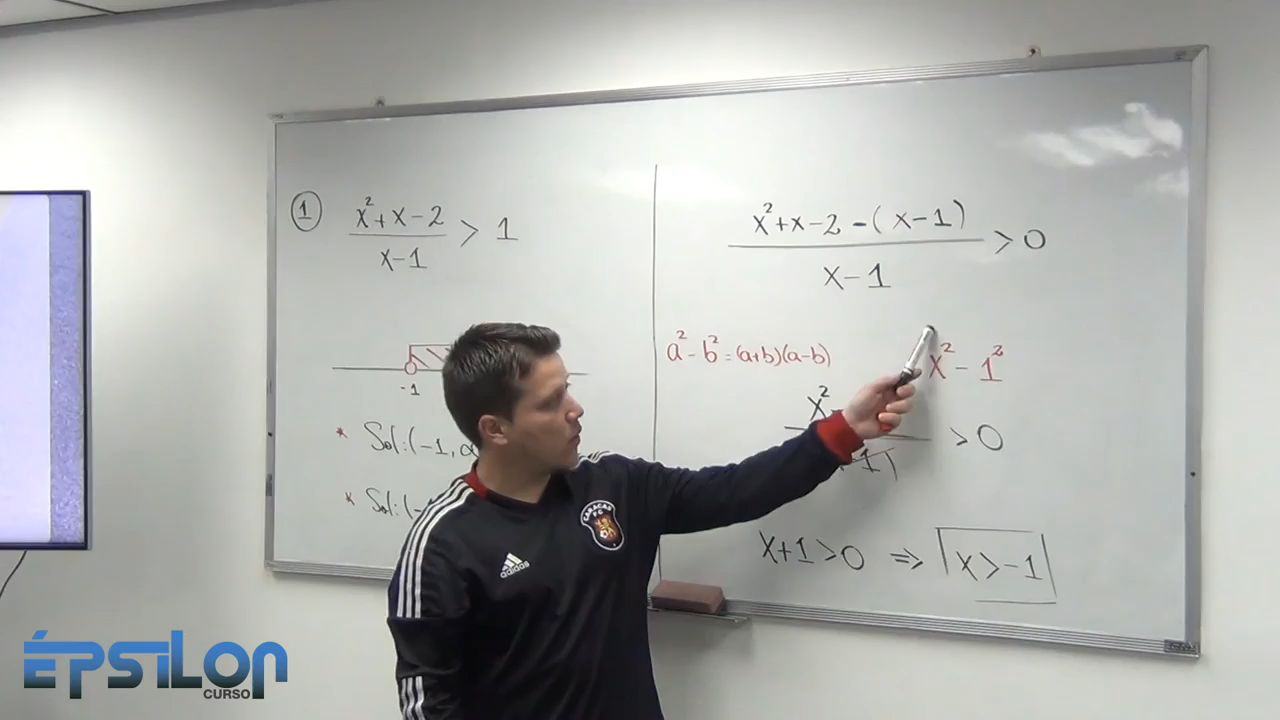 ① x²+x-2 / x-1 > 1
-1
* Sol: (-1,
* Sol: (-
x²+x-2-(x-1) / x-1 > 0
a²-b²=(a+b)(a-b)
x²-1²
x² > 0
x+1>0 ⇒ x>-1
CARACAS F.C.
adidas
ÉPSILON
CURSO